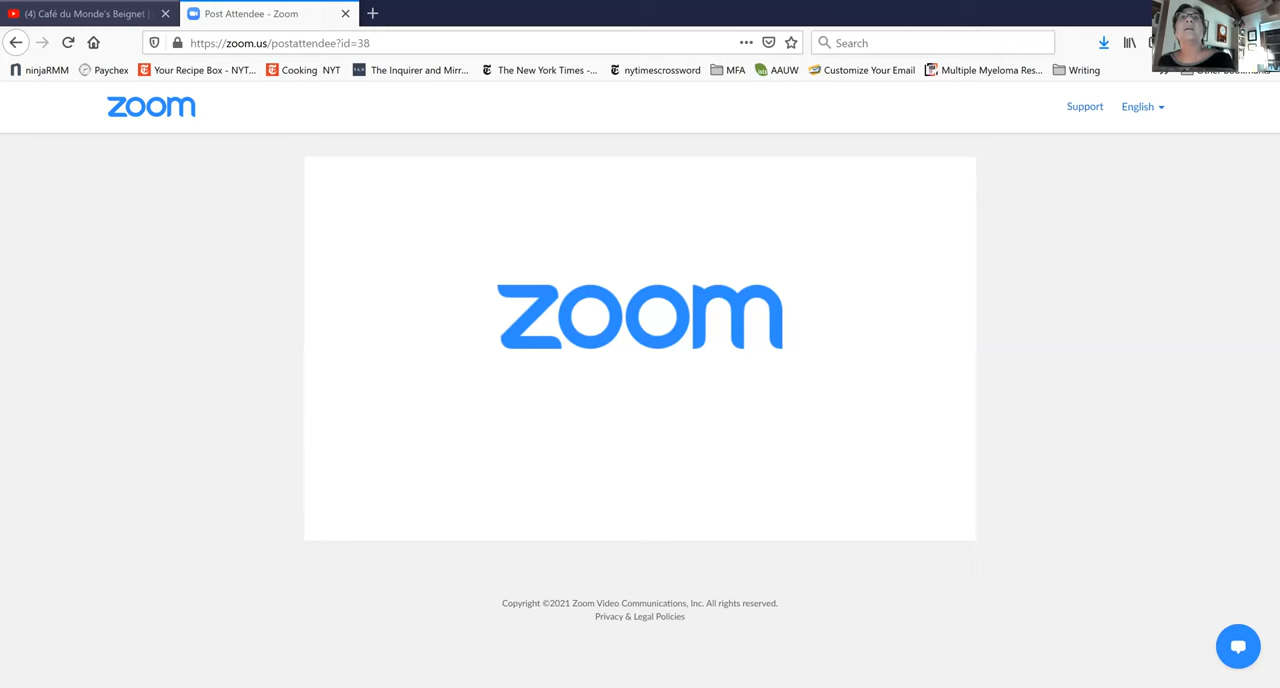 (4) Café du Monde's Beignet |
Post Attendee - Zoom
https://zoom.us/postattendee?id=38
Search
ninjaRMM
Paychex
Your Recipe Box - NYT...
Cooking NYT
The Inquirer and Mirr...
The New York Times -...
nytimescrossword
MFA
AAUW
Customize Your Email
Multiple Myeloma Res...
Writing
Other Bookmarks
zoom
Support
English
zoom
Copyright ©2021 Zoom Video Communications, Inc. All rights reserved.
Privacy & Legal Policies